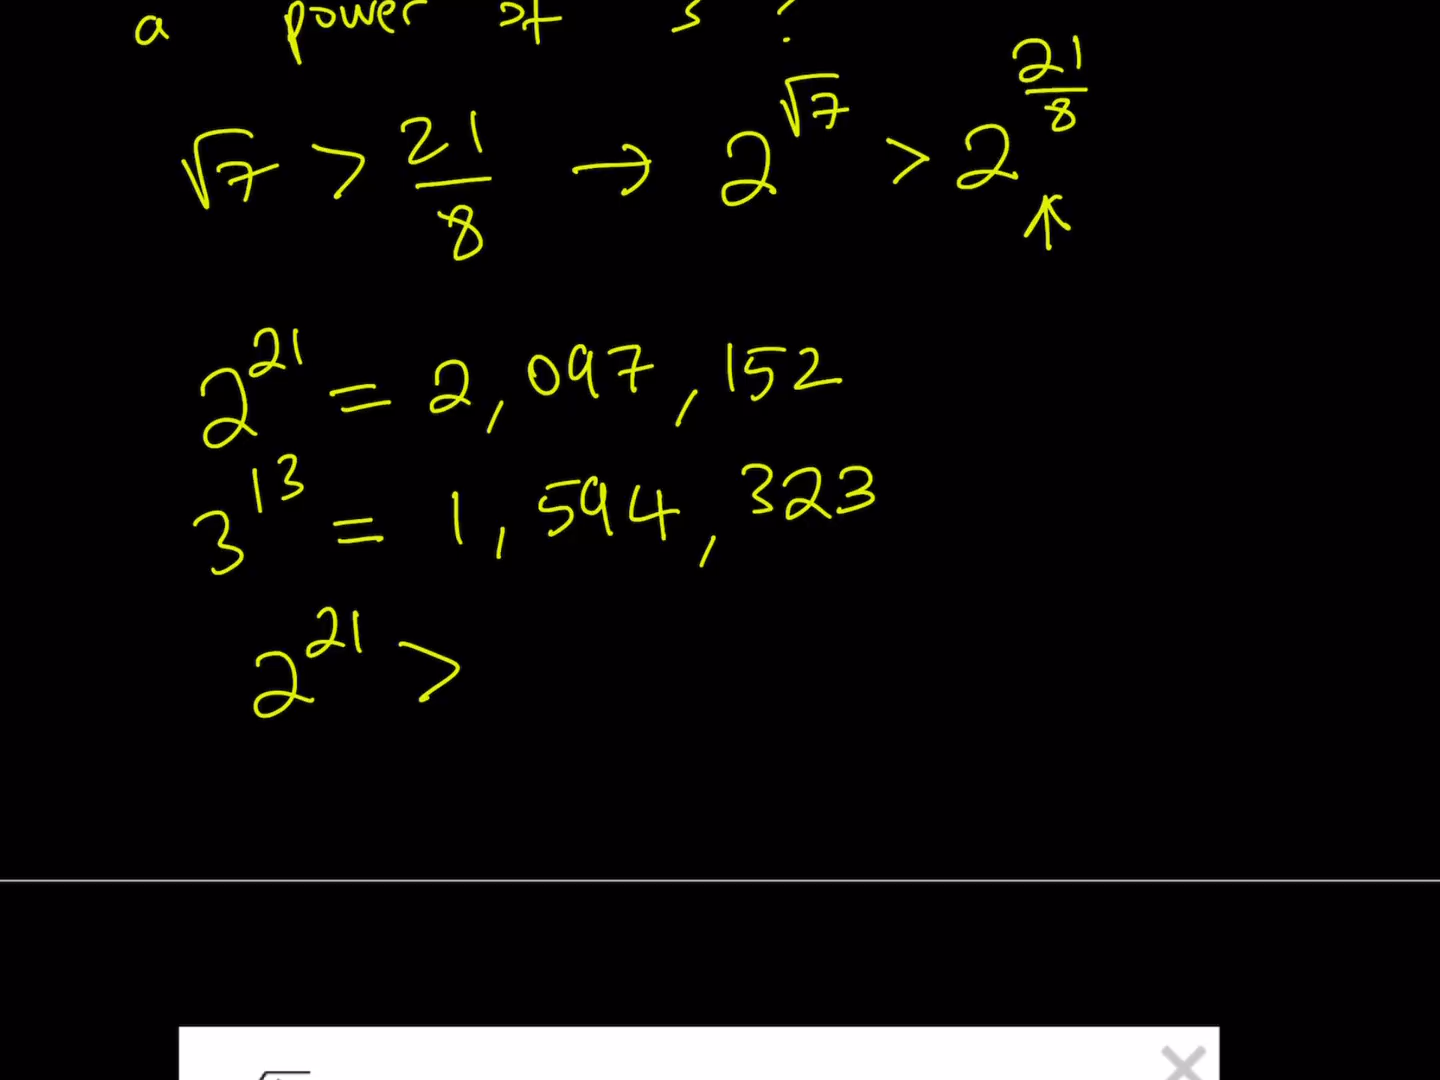 a power of 3?
√7 > 21/8 → 2^√7 > 2^(21/8)
↑
2^21 = 2,097,152
3^13 = 1,594,323
2^21 >